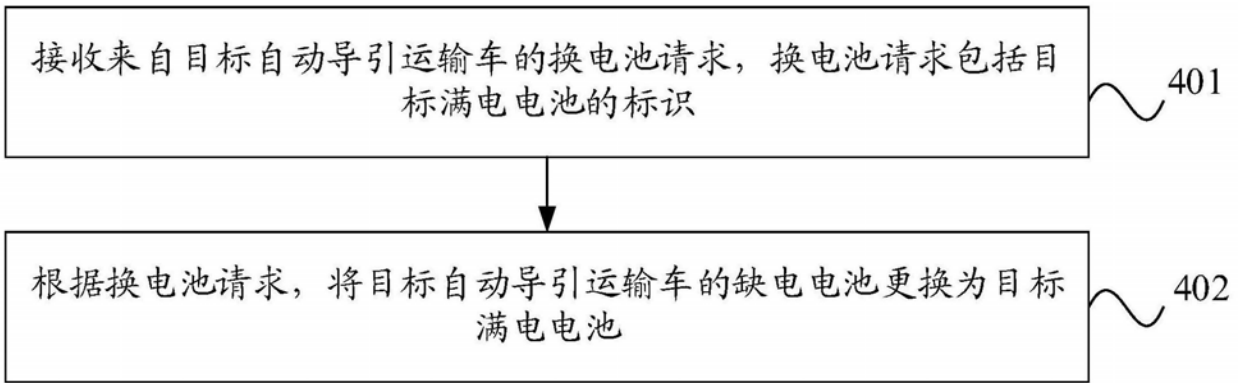 接收来自目标自动导引运输车的换电池请求，换电池请求包括目
标满电电池的标识
401
根据换电池请求，将目标自动导引运输车的缺电电池更换为目标
满电电池
402